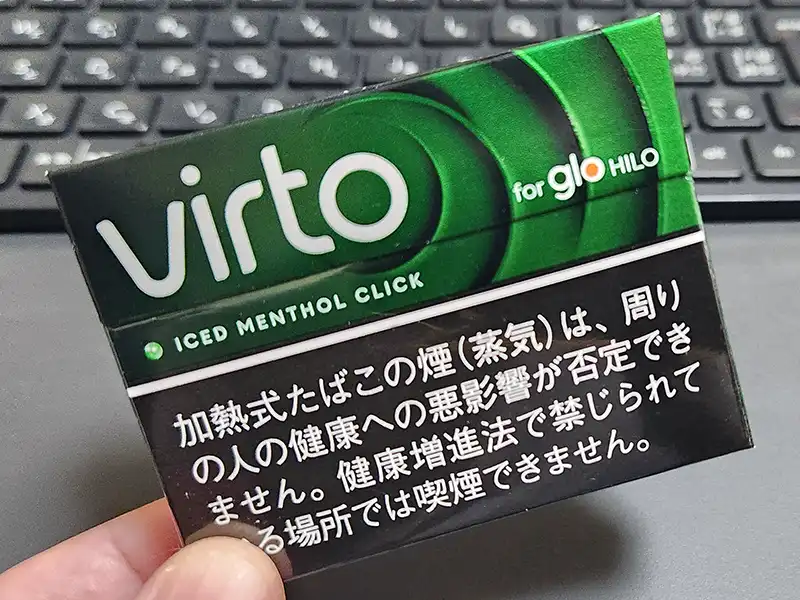 virto
for glo HILO
ICED MENTHOL CLICK
加熱式たばこの煙(蒸気)は、周り
の人の健康への悪影響が否定でき
ません。健康増進法で禁じられて
る場所では喫煙できません。